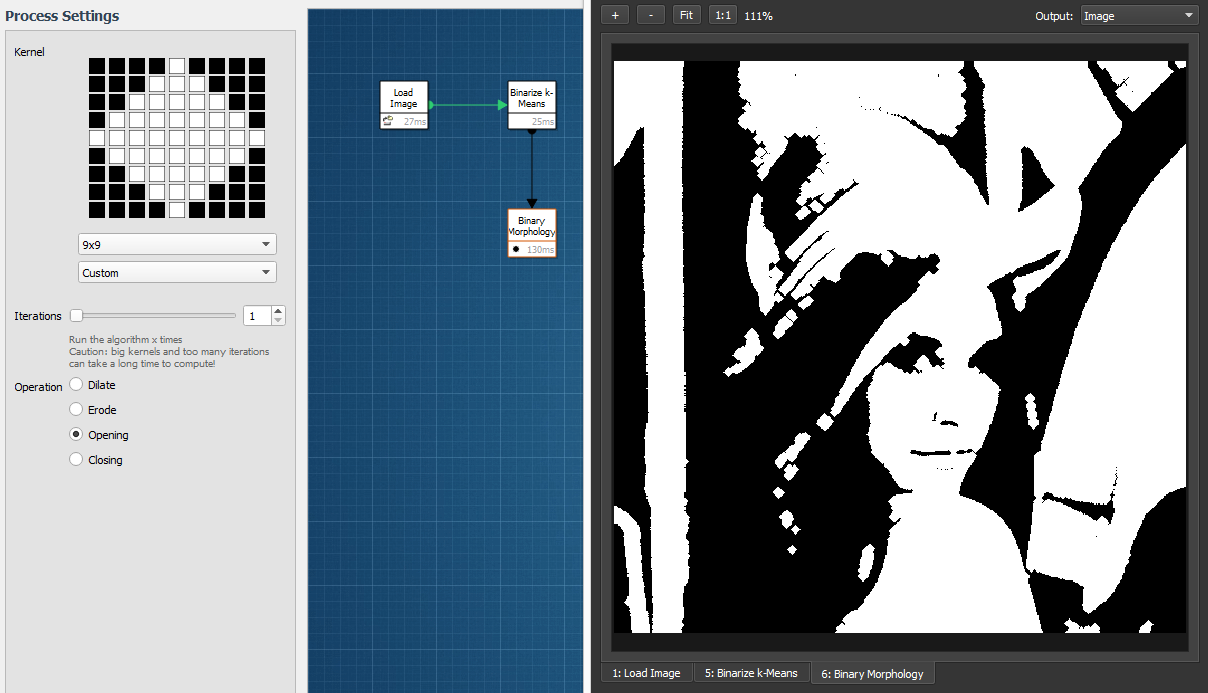 Process Settings
Kernel
9x9
Custom
Iterations
1
Run the algorithm x times
Caution: big kernels and too many iterations
can take a long time to compute!
Operation
Dilate
Erode
Opening
Closing
Load
Image
27ms
Binarize k-
Means
25ms
Binary
Morphology
130ms
+
-
Fit
1:1
111%
Output:
Image
1: Load Image
5: Binarize k-Means
6: Binary Morphology